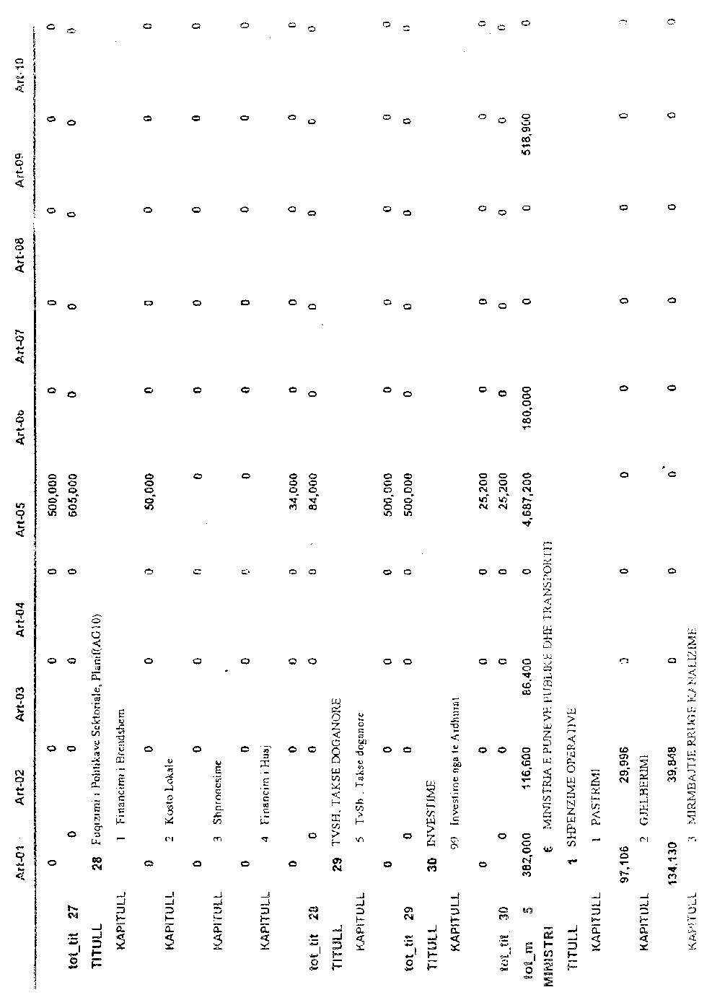 Art-01 Art-02 Art-03 Art-04 Art-05 Art-06 Art-07 Art-08 Art-09 Art-10
0 0 0 0 500,000 0 0 0 0 0
tot_tit 27 0 0 0 0 605,000 0 0 0 0 0
TITULL 28 Fuqizimi i Politikave Sektoriale, Planif(AG10)
KAPITULL 1 Financimi i Brendshem
0 0 0 0 50,000 0 0 0 0 0
KAPITULL 2 Kosto Lokale
0 0 0 0 0 0 0 0 0 0
KAPITULL 3 Shpronesime
0 0 0 0 0 0 0 0 0 0
KAPITULL 4 Financim i Huaj
0 0 0 0 34,000 0 0 0 0 0
tot_tit 28 0 0 0 0 84,000 0 0 0 0 0
TITULL 29 TVSH, TAKSE DOGANORE
KAPITULL 5 TvSh , Takse doganore
0 0 0 0 500,000 0 0 0 0 0
tot_tit 29 0 0 0 0 500,000 0 0 0 0 0
TITULL 30 INVESTIME
KAPITULL 99 Investime nga te Ardhurat
0 0 0 0 25,200 0 0 0 0 0
tot_tit 30 0 0 0 0 25,200 0 0 0 0 0
tot_m 5 382,000 116,600 86,400 0 4,687,200 180,000 0 0 518,900 0
MINISTRI 6 MINISTRIA E PUNEVE PUBLIKE DHE TRANSPORTIT
TITULL 1 SHPENZIME OPERATIVE
KAPITULL 1 PASTRIMI
97,106 29,996 0 0 0 0 0 0 0 0
KAPITULL 2 GJELBERIMI
134,130 39,848 0 0 0 0 0 0 0 0
KAPITULL 3 MIRMBAJTJE RRUGE KANALIZIME